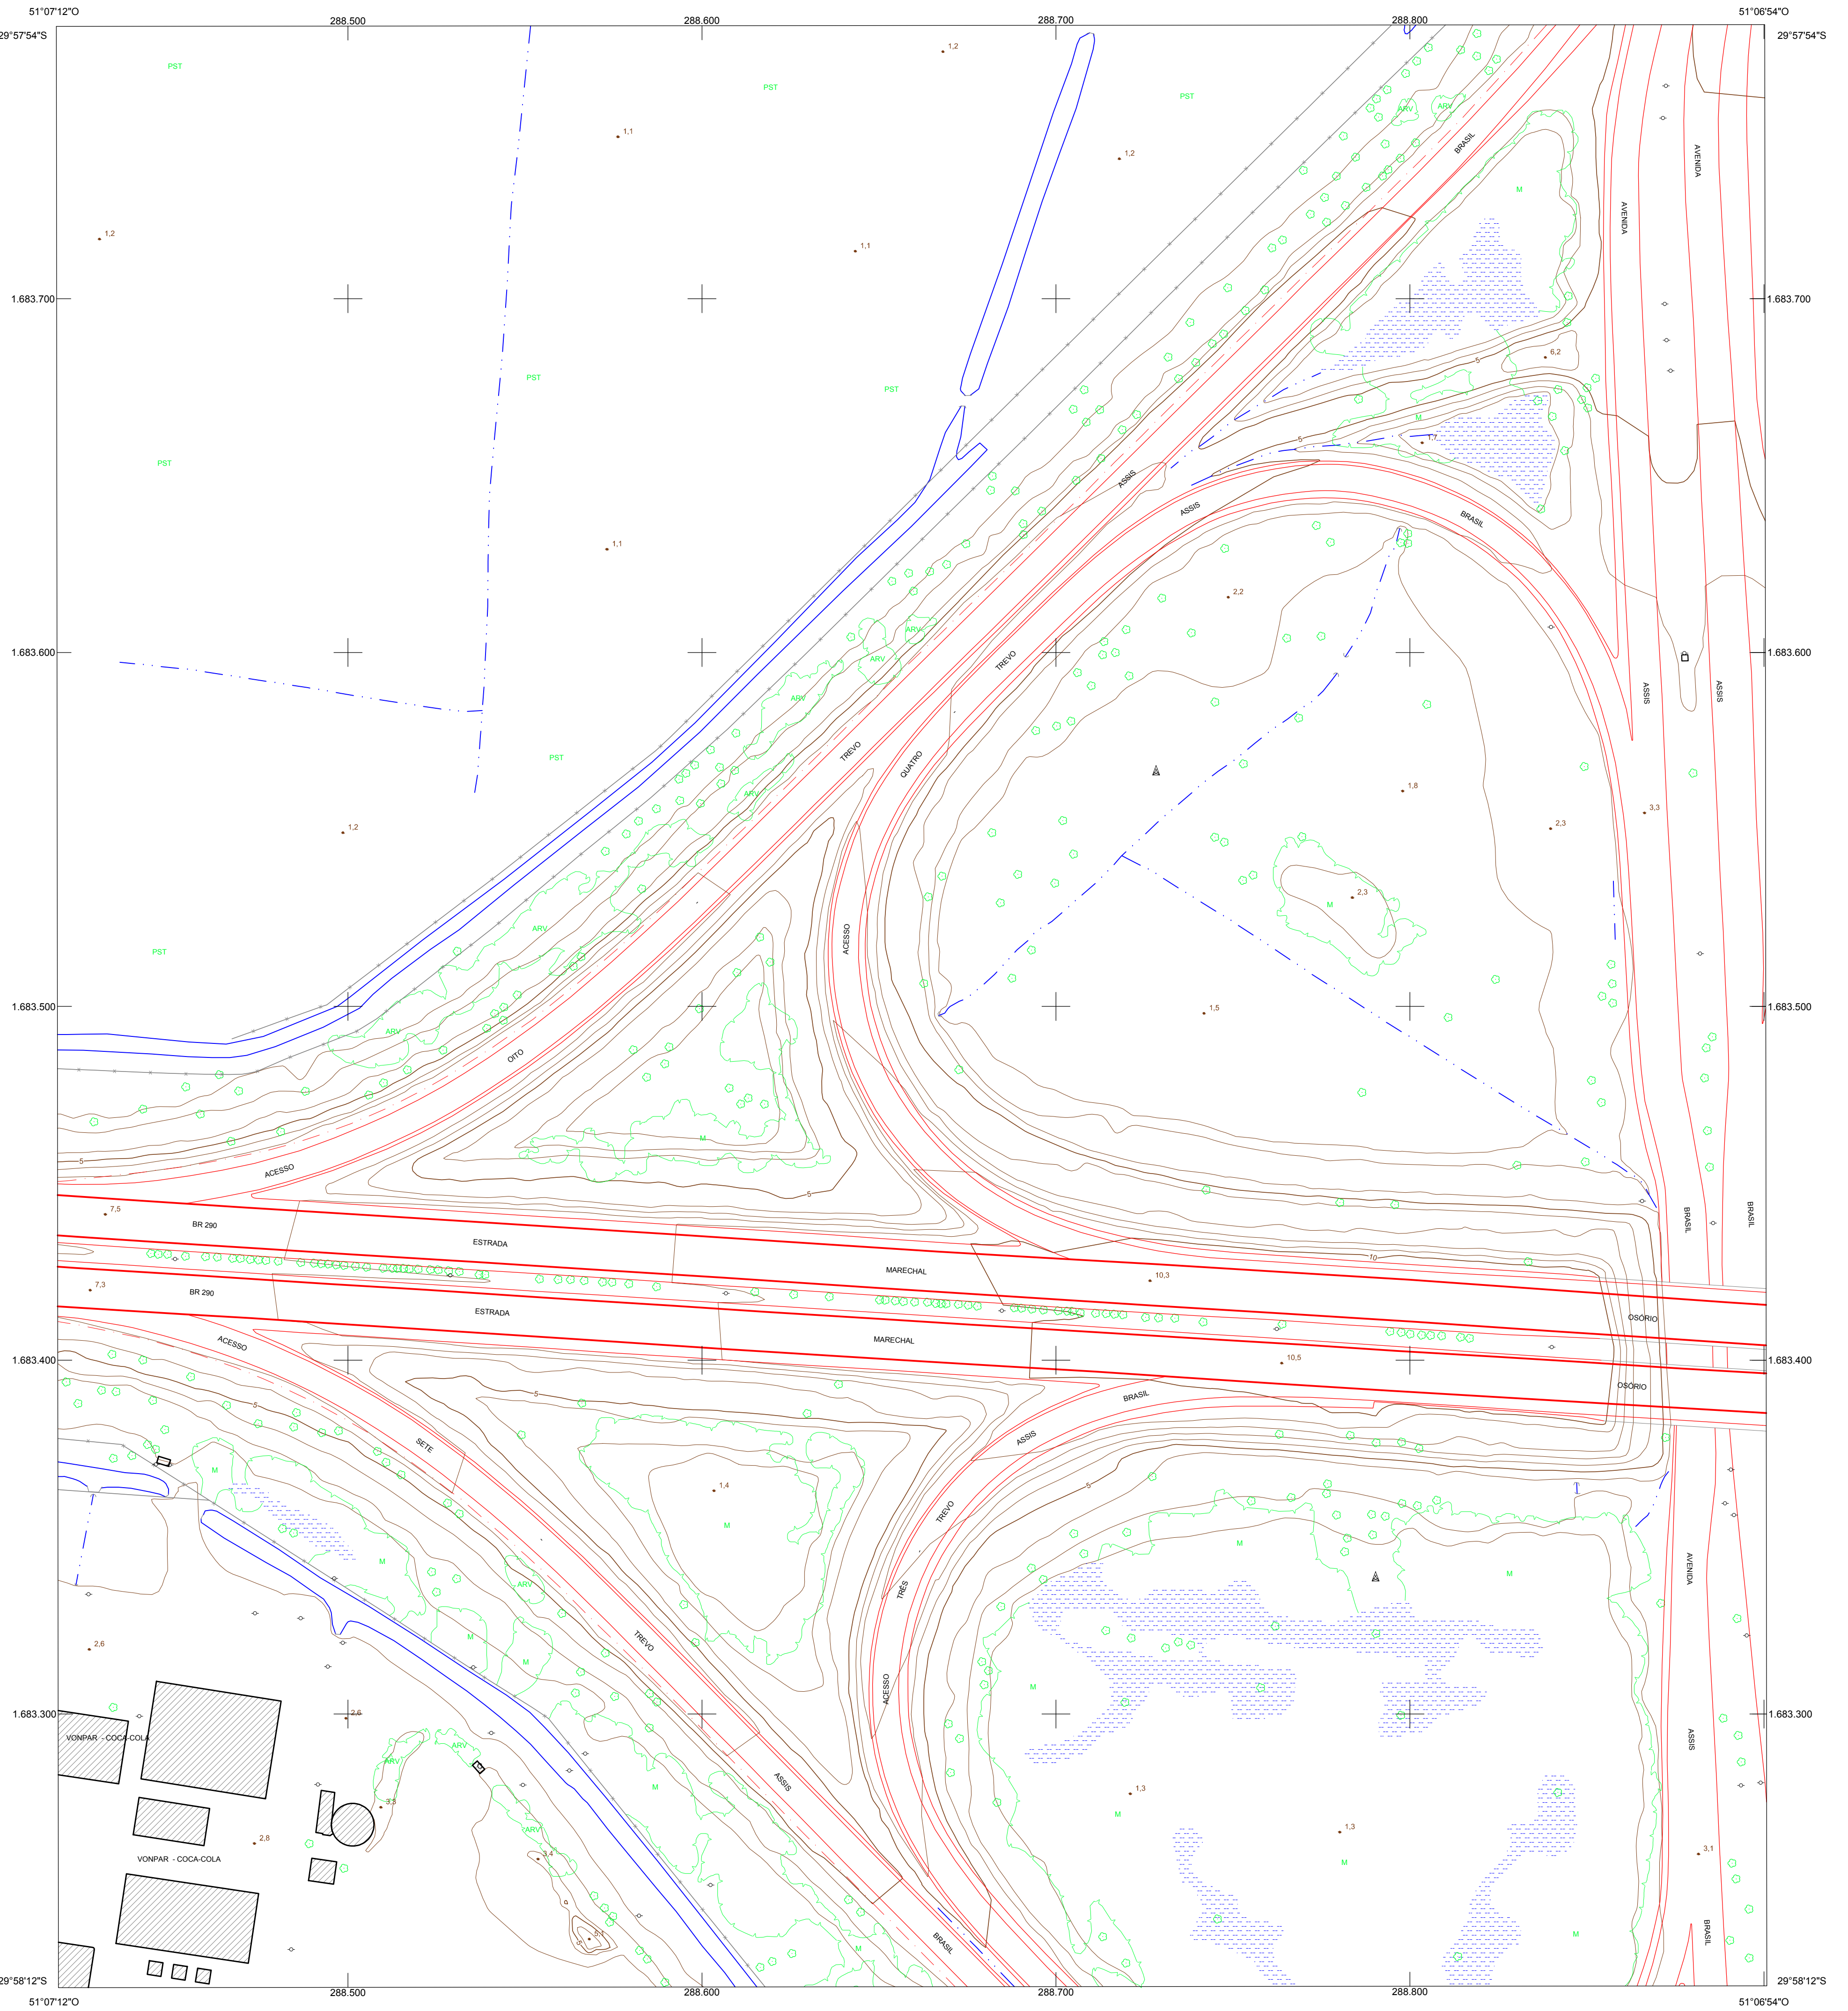 51°07'12"O
51°06'54"O
288.500
288.600
288.700
288.800
29°57'54"S
29°57'54"S
1,2
PST
PST
PST
ARV
ARV
1,1
1,2
BRASIL
AVENIDA
M
AVENIDA
1,2
1,1
1.683.700
1.683.700
5
6,2
PST
PST
M
5
1,7
PST
ASSIS
ASSIS
BRASIL
1,1
2,2
ARV
1.683.600
ARV
TREVO
1.683.600
ASSIS
ASSIS
ARV
TREVO
QUATRO
PST
ARV
1,8
3,3
1,2
2,3
2,3
M
ARV
ACESSO
PST
1.683.500
1,5
1.683.500
ARV
OITO
M
5
ACESSO
5
7,5
BR 290
ESTRADA
BRASIL
BRASIL
10
MARECHAL
10,3
7,3
BR 290
ESTRADA
OSÓRIO
MARECHAL
ACESSO
1.683.400
10,5
1.683.400
OSÓRIO
5
BRASIL
5
SETE
ASSIS
M
1,4
5
M
TREVO
M
M
AVENIDA
M
ARV
TRÊS
M
TREVO
2,6
M
ACESSO
M
1.683.300
2,6
1.683.300
VONPAR - COCA-COLA
ARV
ASSIS
ARV
M
ASSIS
1,3
3,3
M
2,8
ARV
1,3
3,1
VONPAR - COCA-COLA
3,4
M
5,1
5
BRASIL
M
M
BRASIL
29°58'12"S
29°58'12"S
288.500
288.600
288.700
288.800
51°07'12"O
51°06'54"O